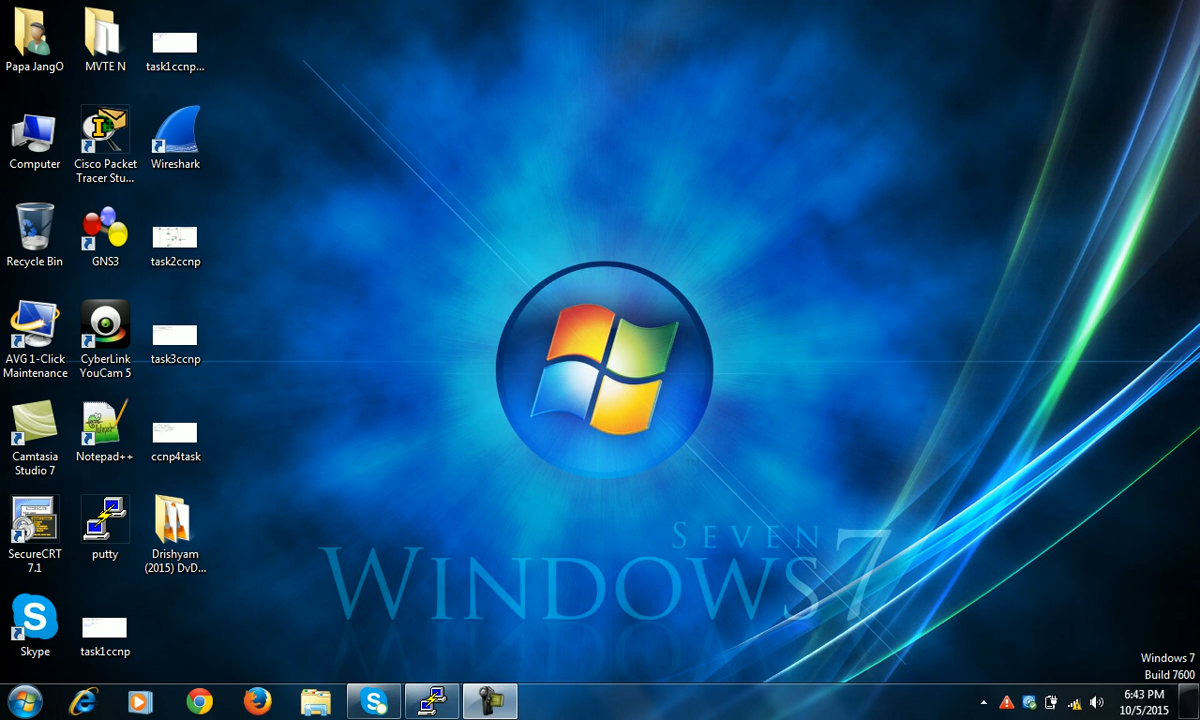 Papa JangO
MVTE N
task1ccnp...
Computer
Cisco Packet
Tracer Stu...
Wireshark
Recycle Bin
GNS3
task2ccnp
AVG 1-Click
Maintenance
CyberLink
YouCam 5
task3ccnp
Camtasia
Studio 7
Notepad++
ccnp4task
SecureCRT
7.1
putty
Drishyam
(2015) DvD...
Skype
task1ccnp
SEVEN
WINDOWS 7
Windows 7
Build 7600
6:43 PM
10/5/2015